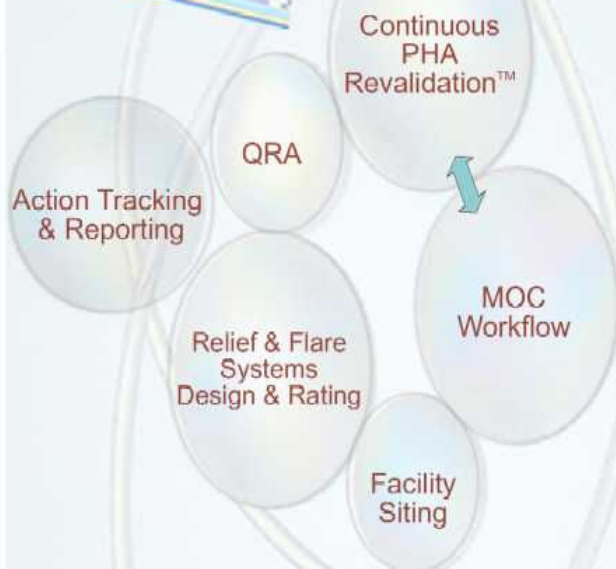 Continuous
PHA
Revalidation™
QRA
Action Tracking
& Reporting
MOC
Workflow
Relief & Flare
Systems
Design & Rating
Facility
Siting